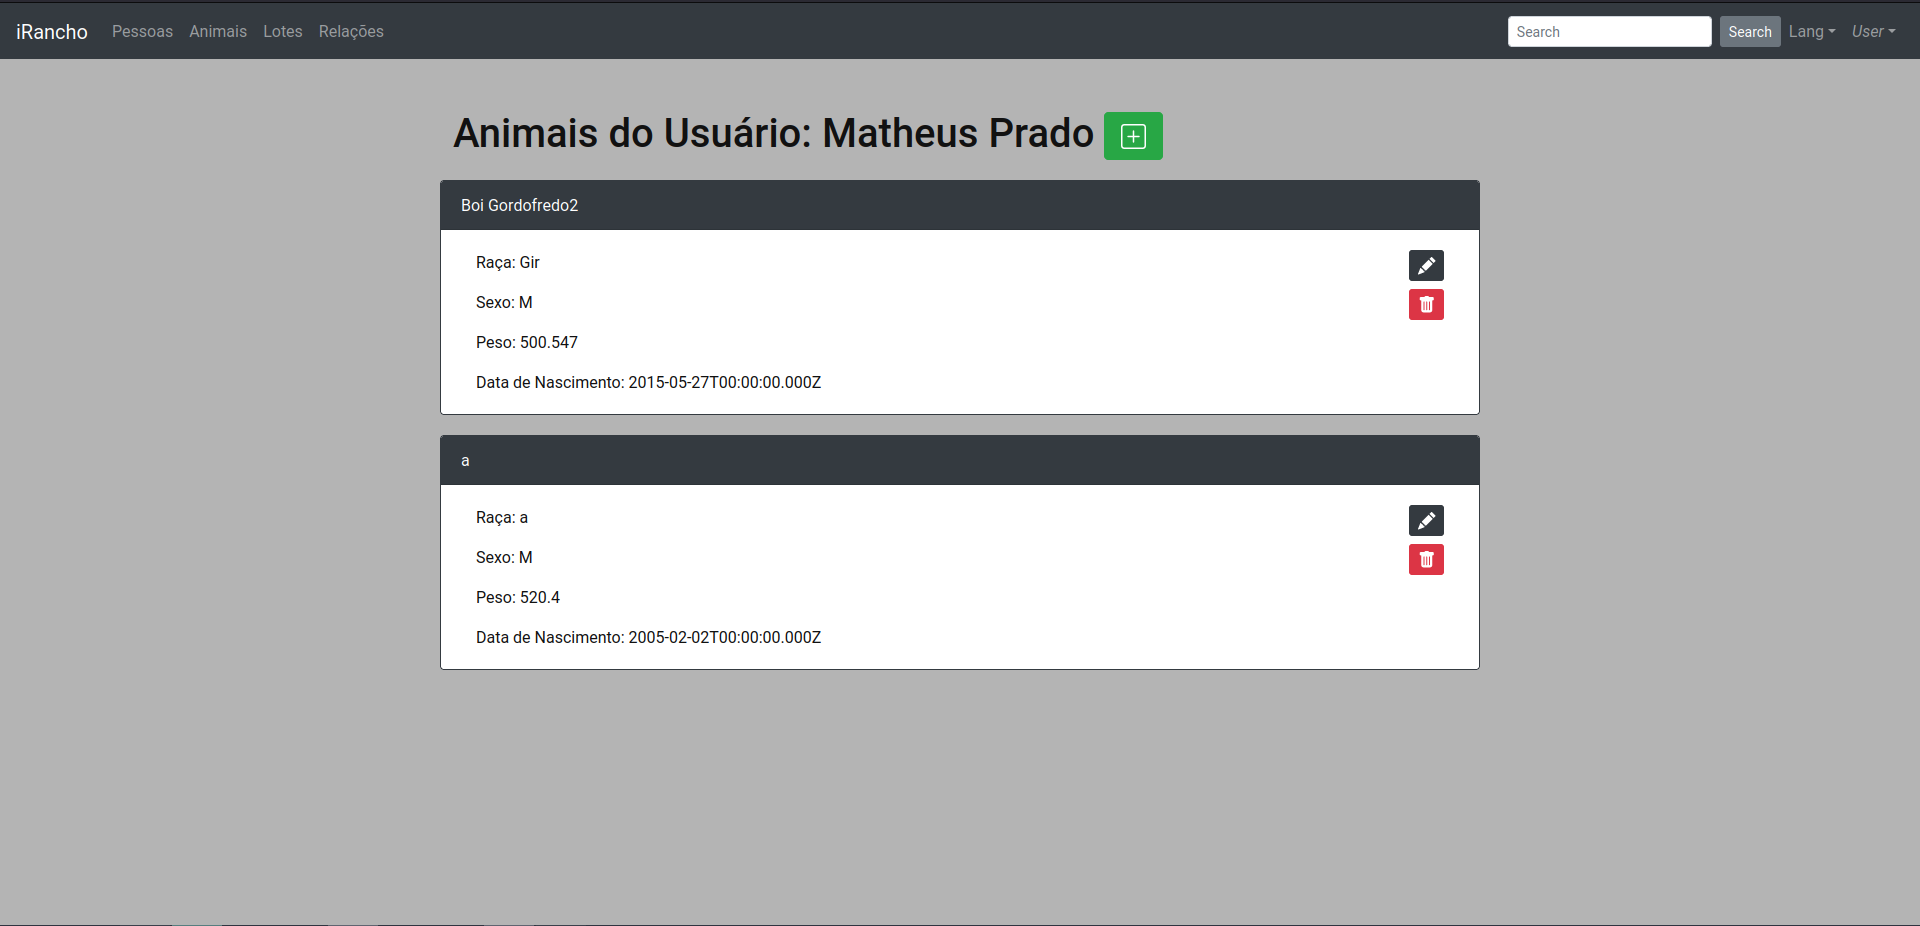 iRancho Pessoas Animais Lotes Relações Search Search Lang User
Animais do Usuário: Matheus Prado
Boi Gordofredo2
Raça: Gir
Sexo: M
Peso: 500.547
Data de Nascimento: 2015-05-27T00:00:00.000Z
a
Raça: a
Sexo: M
Peso: 520.4
Data de Nascimento: 2005-02-02T00:00:00.000Z